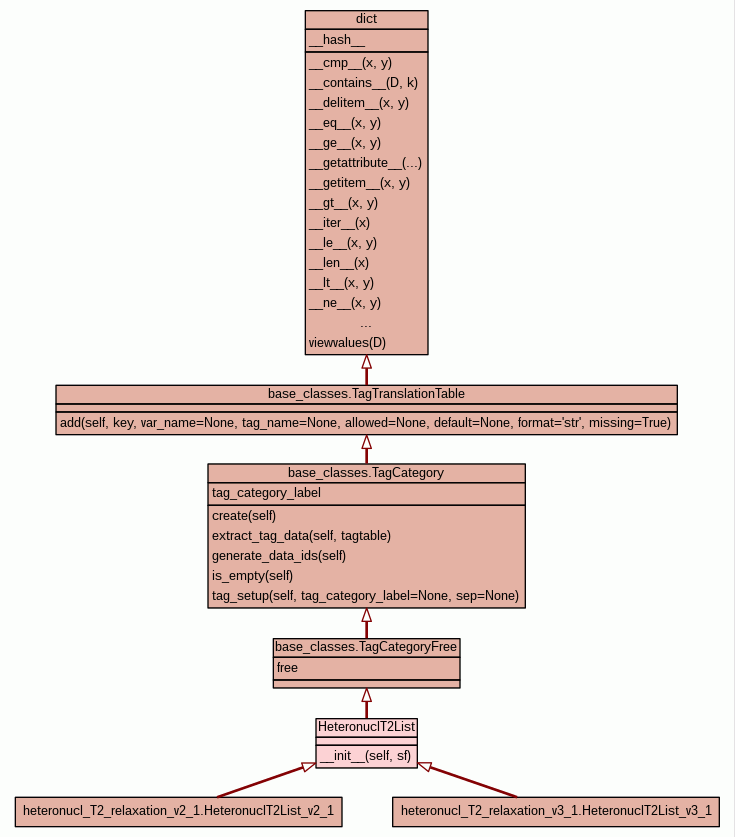 dict
__hash__
__cmp__(x, y)
__contains__(D, k)
__delitem__(x, y)
__eq__(x, y)
__ge__(x, y)
__getattribute__(...)
__getitem__(x, y)
__gt__(x, y)
__iter__(x)
__le__(x, y)
__len__(x)
__lt__(x, y)
__ne__(x, y)
...
viewvalues(D)
base_classes.TagTranslationTable
add(self, key, var_name=None, tag_name=None, allowed=None, default=None, format='str', missing=True)
base_classes.TagCategory
tag_category_label
create(self)
extract_tag_data(self, tagtable)
generate_data_ids(self)
is_empty(self)
tag_setup(self, tag_category_label=None, sep=None)
base_classes.TagCategoryFree
free
HeteronuclT2List
__init__(self, sf)
heteronucl_T2_relaxation_v2_1.HeteronuclT2List_v2_1
heteronucl_T2_relaxation_v3_1.HeteronuclT2List_v3_1